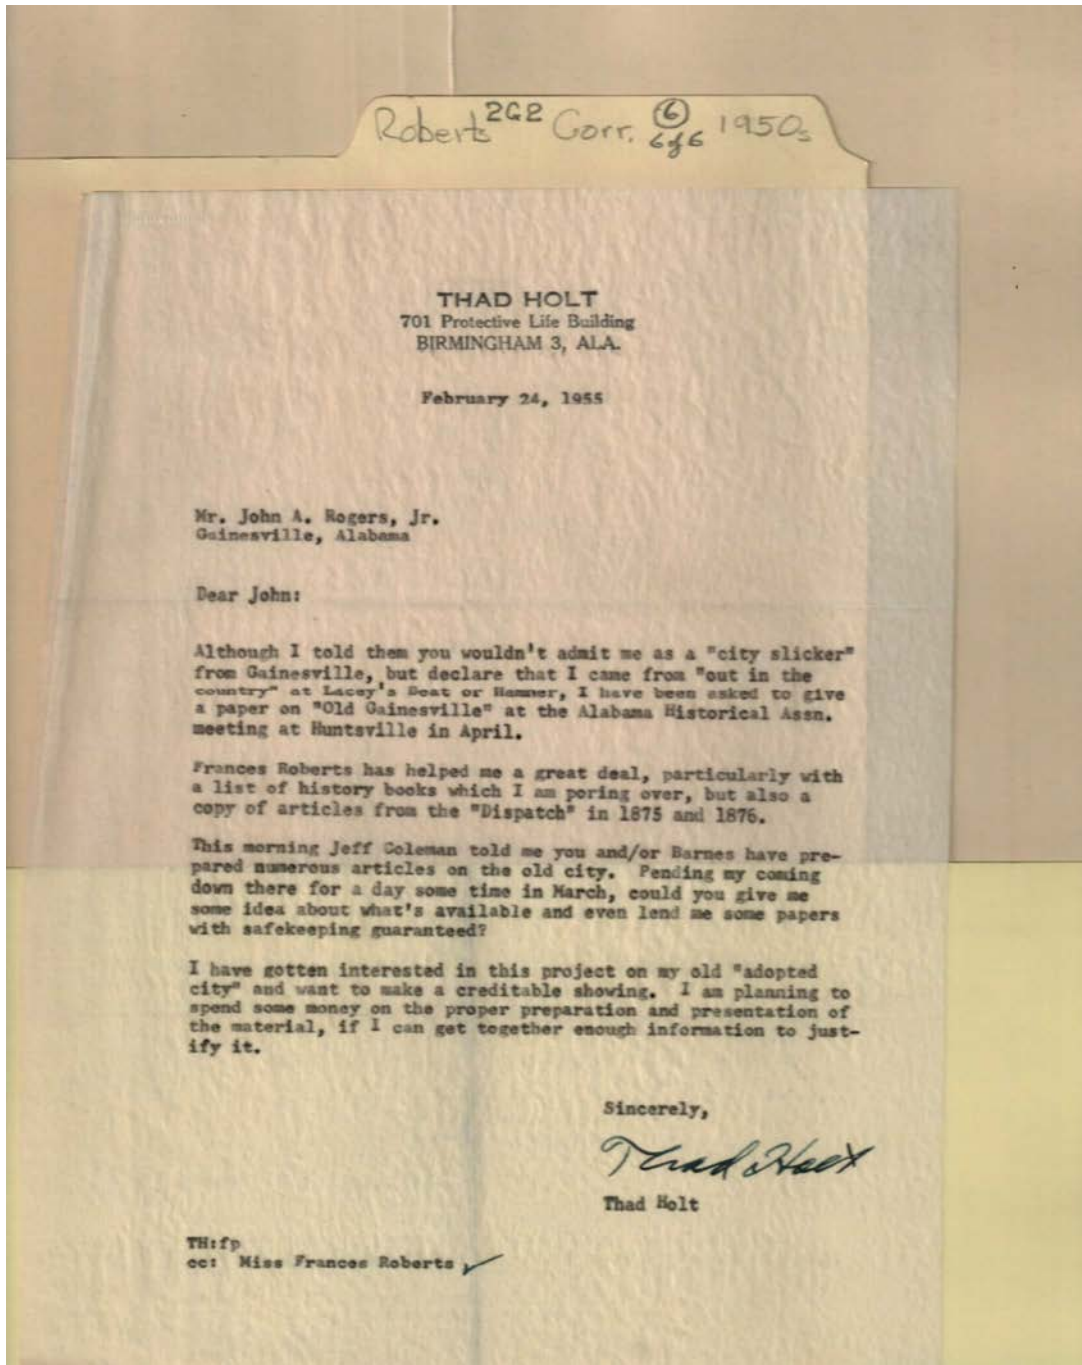 Roberts 2G2 Corr. 6 1950s
6 of 6
THAD HOLT
701 Protective Life Building
BIRMINGHAM 3, ALA.
February 24, 1955
Mr. John A. Rogers, Jr.
Gainesville, Alabama
Dear John:
Although I told them you wouldn't admit me as a "city slicker"
from Gainesville, but declare that I came from "out in the
country" at Lacey's Boat or Hamner, I have been asked to give
a paper on "Old Gainesville" at the Alabama Historical Assn.
meeting at Huntsville in April.
Frances Roberts has helped me a great deal, particularly with
a list of history books which I am poring over, but also a
copy of articles from the "Dispatch" in 1875 and 1876.
This morning Jeff Coleman told me you and/or Barnes have pre-
pared numerous articles on the old city. Pending my coming
down there for a day some time in March, could you give me
some idea about what's available and even lend me some papers
with safekeeping guaranteed?
I have gotten interested in this project on my old "adopted
city" and want to make a creditable showing. I am planning to
spend some money on the proper preparation and presentation of
the material, if I can get together enough information to just-
ify it.
Sincerely,
Thad Holt
Thad Holt
TH:fp
cc: Miss Frances Roberts